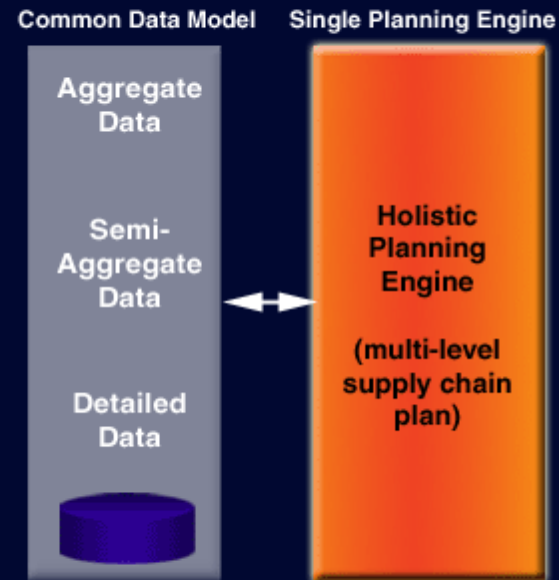 Common Data Model
Single Planning Engine
Aggregate
Data
Semi-
Aggregate
Data
Detailed
Data
Holistic
Planning
Engine
(multi-level
supply chain
plan)